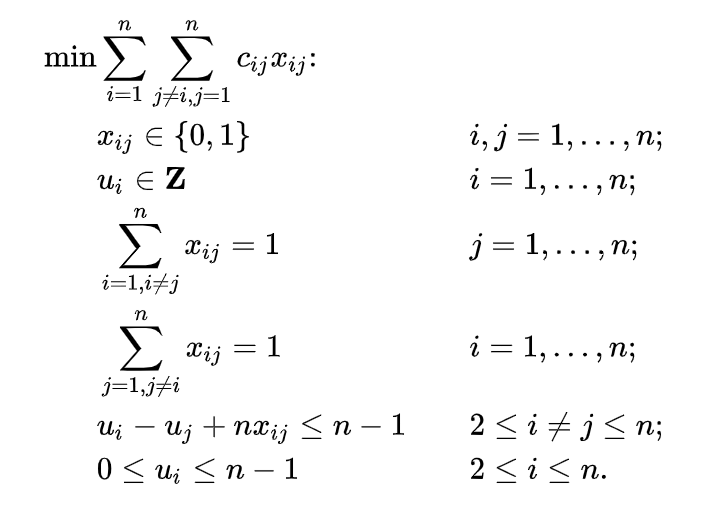 min ∑_{i=1}^{n} ∑_{j≠i,j=1}^{n} c_{ij}x_{ij}:
x_{ij} ∈ {0, 1} i, j = 1, …, n;
u_i ∈ Z i = 1, …, n;
∑_{i=1,i≠j}^{n} x_{ij} = 1 j = 1, …, n;
∑_{j=1,j≠i}^{n} x_{ij} = 1 i = 1, …, n;
u_i − u_j + nx_{ij} ≤ n − 1 2 ≤ i ≠ j ≤ n;
0 ≤ u_i ≤ n − 1 2 ≤ i ≤ n.